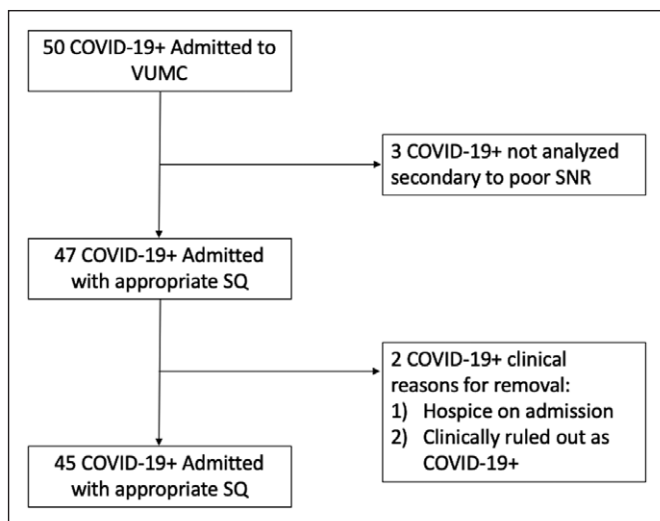 50 COVID-19+ Admitted to
VUMC
3 COVID-19+ not analyzed
secondary to poor SNR
47 COVID-19+ Admitted
with appropriate SQ
2 COVID-19+ clinical
reasons for removal:
1) Hospice on admission
2) Clinically ruled out as
COVID-19+
45 COVID-19+ Admitted
with appropriate SQ